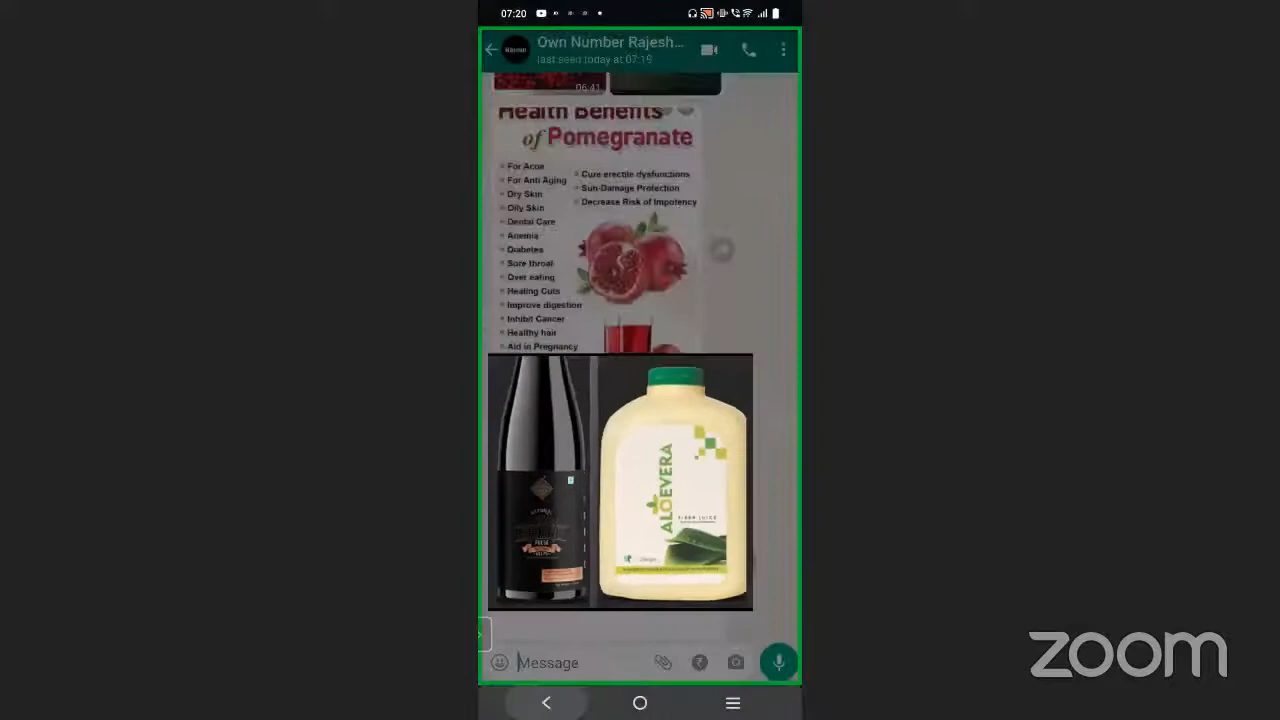 07:20
Own Number Rajesh...
last seen today at 07:19
06:41
Health Benefits
of Pomegranate
For Acne
For Anti Aging
Dry Skin
Oily Skin
Dental Care
Anemia
Diabetes
Sore throat
Over eating
Healing Cuts
Improve digestion
Inhibit Cancer
Healthy hair
Aid in Pregnancy
Cure erectile dysfunctions
Sun-Damage Protection
Decrease Risk of Impotency
ALOEVERA
FIBER JUICE
Message
zoom